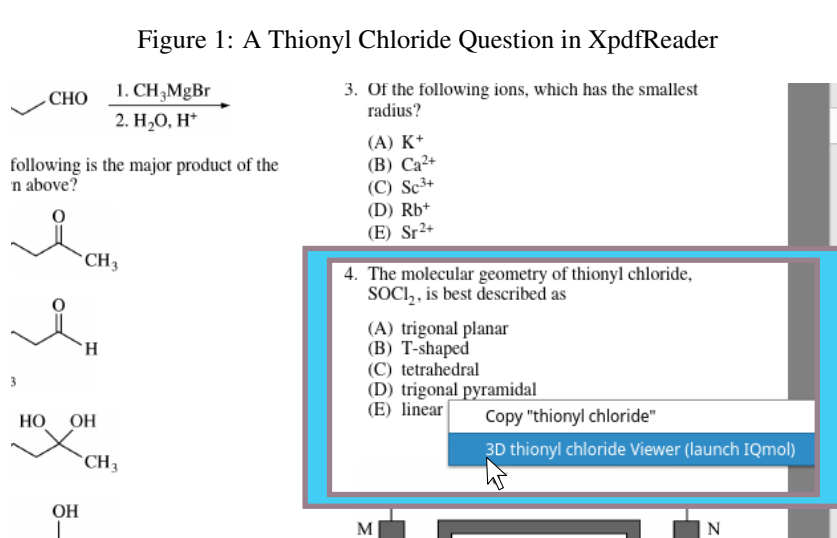 Figure 1: A Thionyl Chloride Question in XpdfReader
CHO
1. CH₃MgBr
2. H₂O, H⁺
following is the major product of the
n above?
O
CH₃
O
H
3
HO OH
CH₃
OH
3. Of the following ions, which has the smallest
radius?
(A) K⁺
(B) Ca²⁺
(C) Sc³⁺
(D) Rb⁺
(E) Sr²⁺
4. The molecular geometry of thionyl chloride,
SOCl₂, is best described as
(A) trigonal planar
(B) T-shaped
(C) tetrahedral
(D) trigonal pyramidal
(E) linear
Copy "thionyl chloride"
3D thionyl chloride Viewer (launch IQmol)
M N